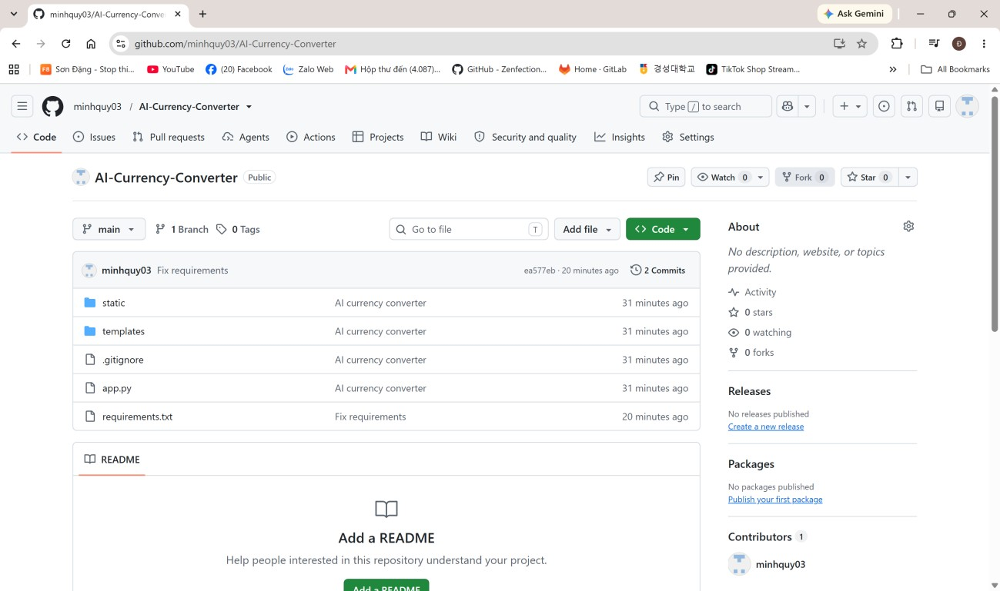 minhquy03/AI-Currency-Conve
Ask Gemini
github.com/minhquy03/AI-Currency-Converter
Đ
F8 Sơn Đặng - Stop thi... YouTube (20) Facebook Zalo Zalo Web Hộp thư đến (4.087)... GitHub - Zenfection... Home · GitLab 경성대학교 TikTok Shop Stream... All Bookmarks
minhquy03 / AI-Currency-Converter Type / to search
Code Issues Pull requests Agents Actions Projects Wiki Security and quality Insights Settings
AI-Currency-Converter Public Pin Watch 0 Fork 0 Star 0
main 1 Branch 0 Tags Go to file T Add file Code
About
No description, website, or topics
provided.
minhquy03 Fix requirements ea577eb · 20 minutes ago 2 Commits
static AI currency converter 31 minutes ago
templates AI currency converter 31 minutes ago
.gitignore AI currency converter 31 minutes ago
app.py AI currency converter 31 minutes ago
requirements.txt Fix requirements 20 minutes ago
Activity
0 stars
0 watching
0 forks
Releases
No releases published
Create a new release
Packages
No packages published
Publish your first package
Contributors 1
minhquy03
README
Add a README
Help people interested in this repository understand your project.
Add a README